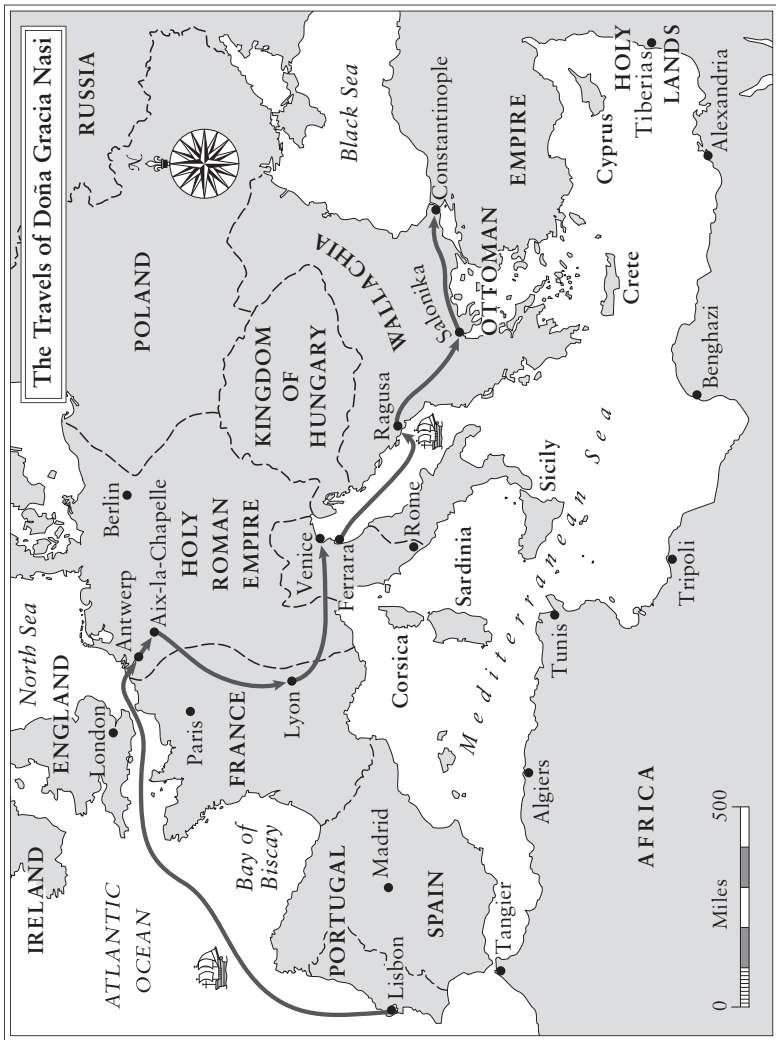 The Travels of Doña Gracia Nasi
RUSSIA
N
IRELAND
ENGLAND
North Sea
London
ATLANTIC
OCEAN
Antwerp
Aix-la-Chapelle
Berlin
POLAND
HOLY
ROMAN
EMPIRE
Paris
FRANCE
Lyon
Bay of
Biscay
KINGDOM
OF
HUNGARY
WALLACHIA
Black Sea
Venice
Ferrara
Ragusa
Rome
Salonika
Constantinople
OTTOMAN
EMPIRE
PORTUGAL
Madrid
SPAIN
Lisbon
Corsica
Sardinia
Sicily
Mediterranean Sea
Crete
Cyprus
HOLY
Tiberias
LANDS
Alexandria
Tangier
Algiers
Tunis
Tripoli
Benghazi
AFRICA
0 Miles 500